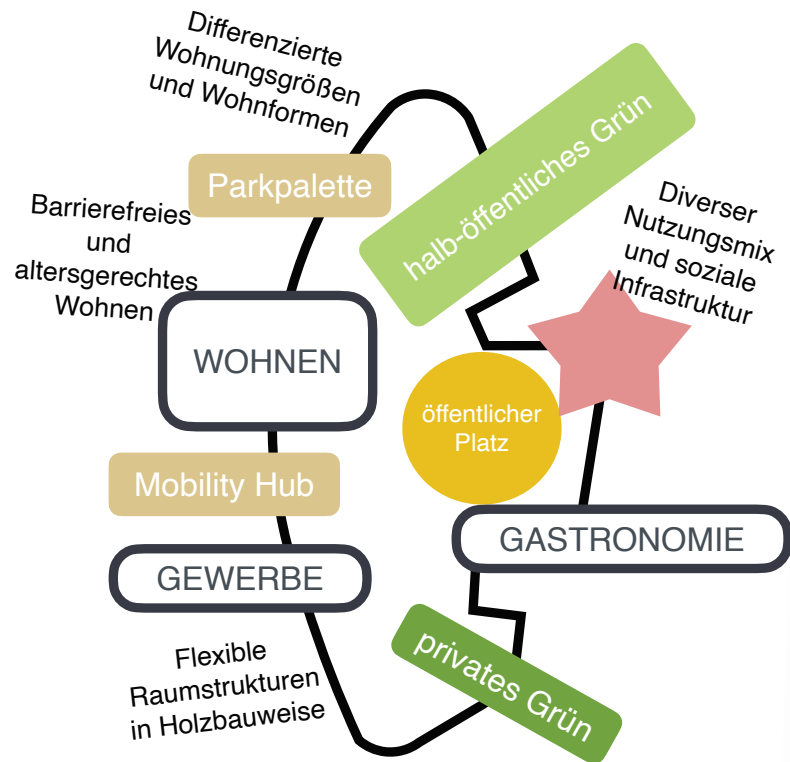 Differenzierte
Wohnungsgrößen
und Wohnformen
Parkpalette
halb-öffentliches Grün
Barrierefreies
und
altersgerechtes
Wohnen
Diverser
Nutzungsmix
und soziale
Infrastruktur
WOHNEN
öffentlicher
Platz
Mobility Hub
GASTRONOMIE
GEWERBE
privates Grün
Flexible
Raumstrukturen
in Holzbauweise